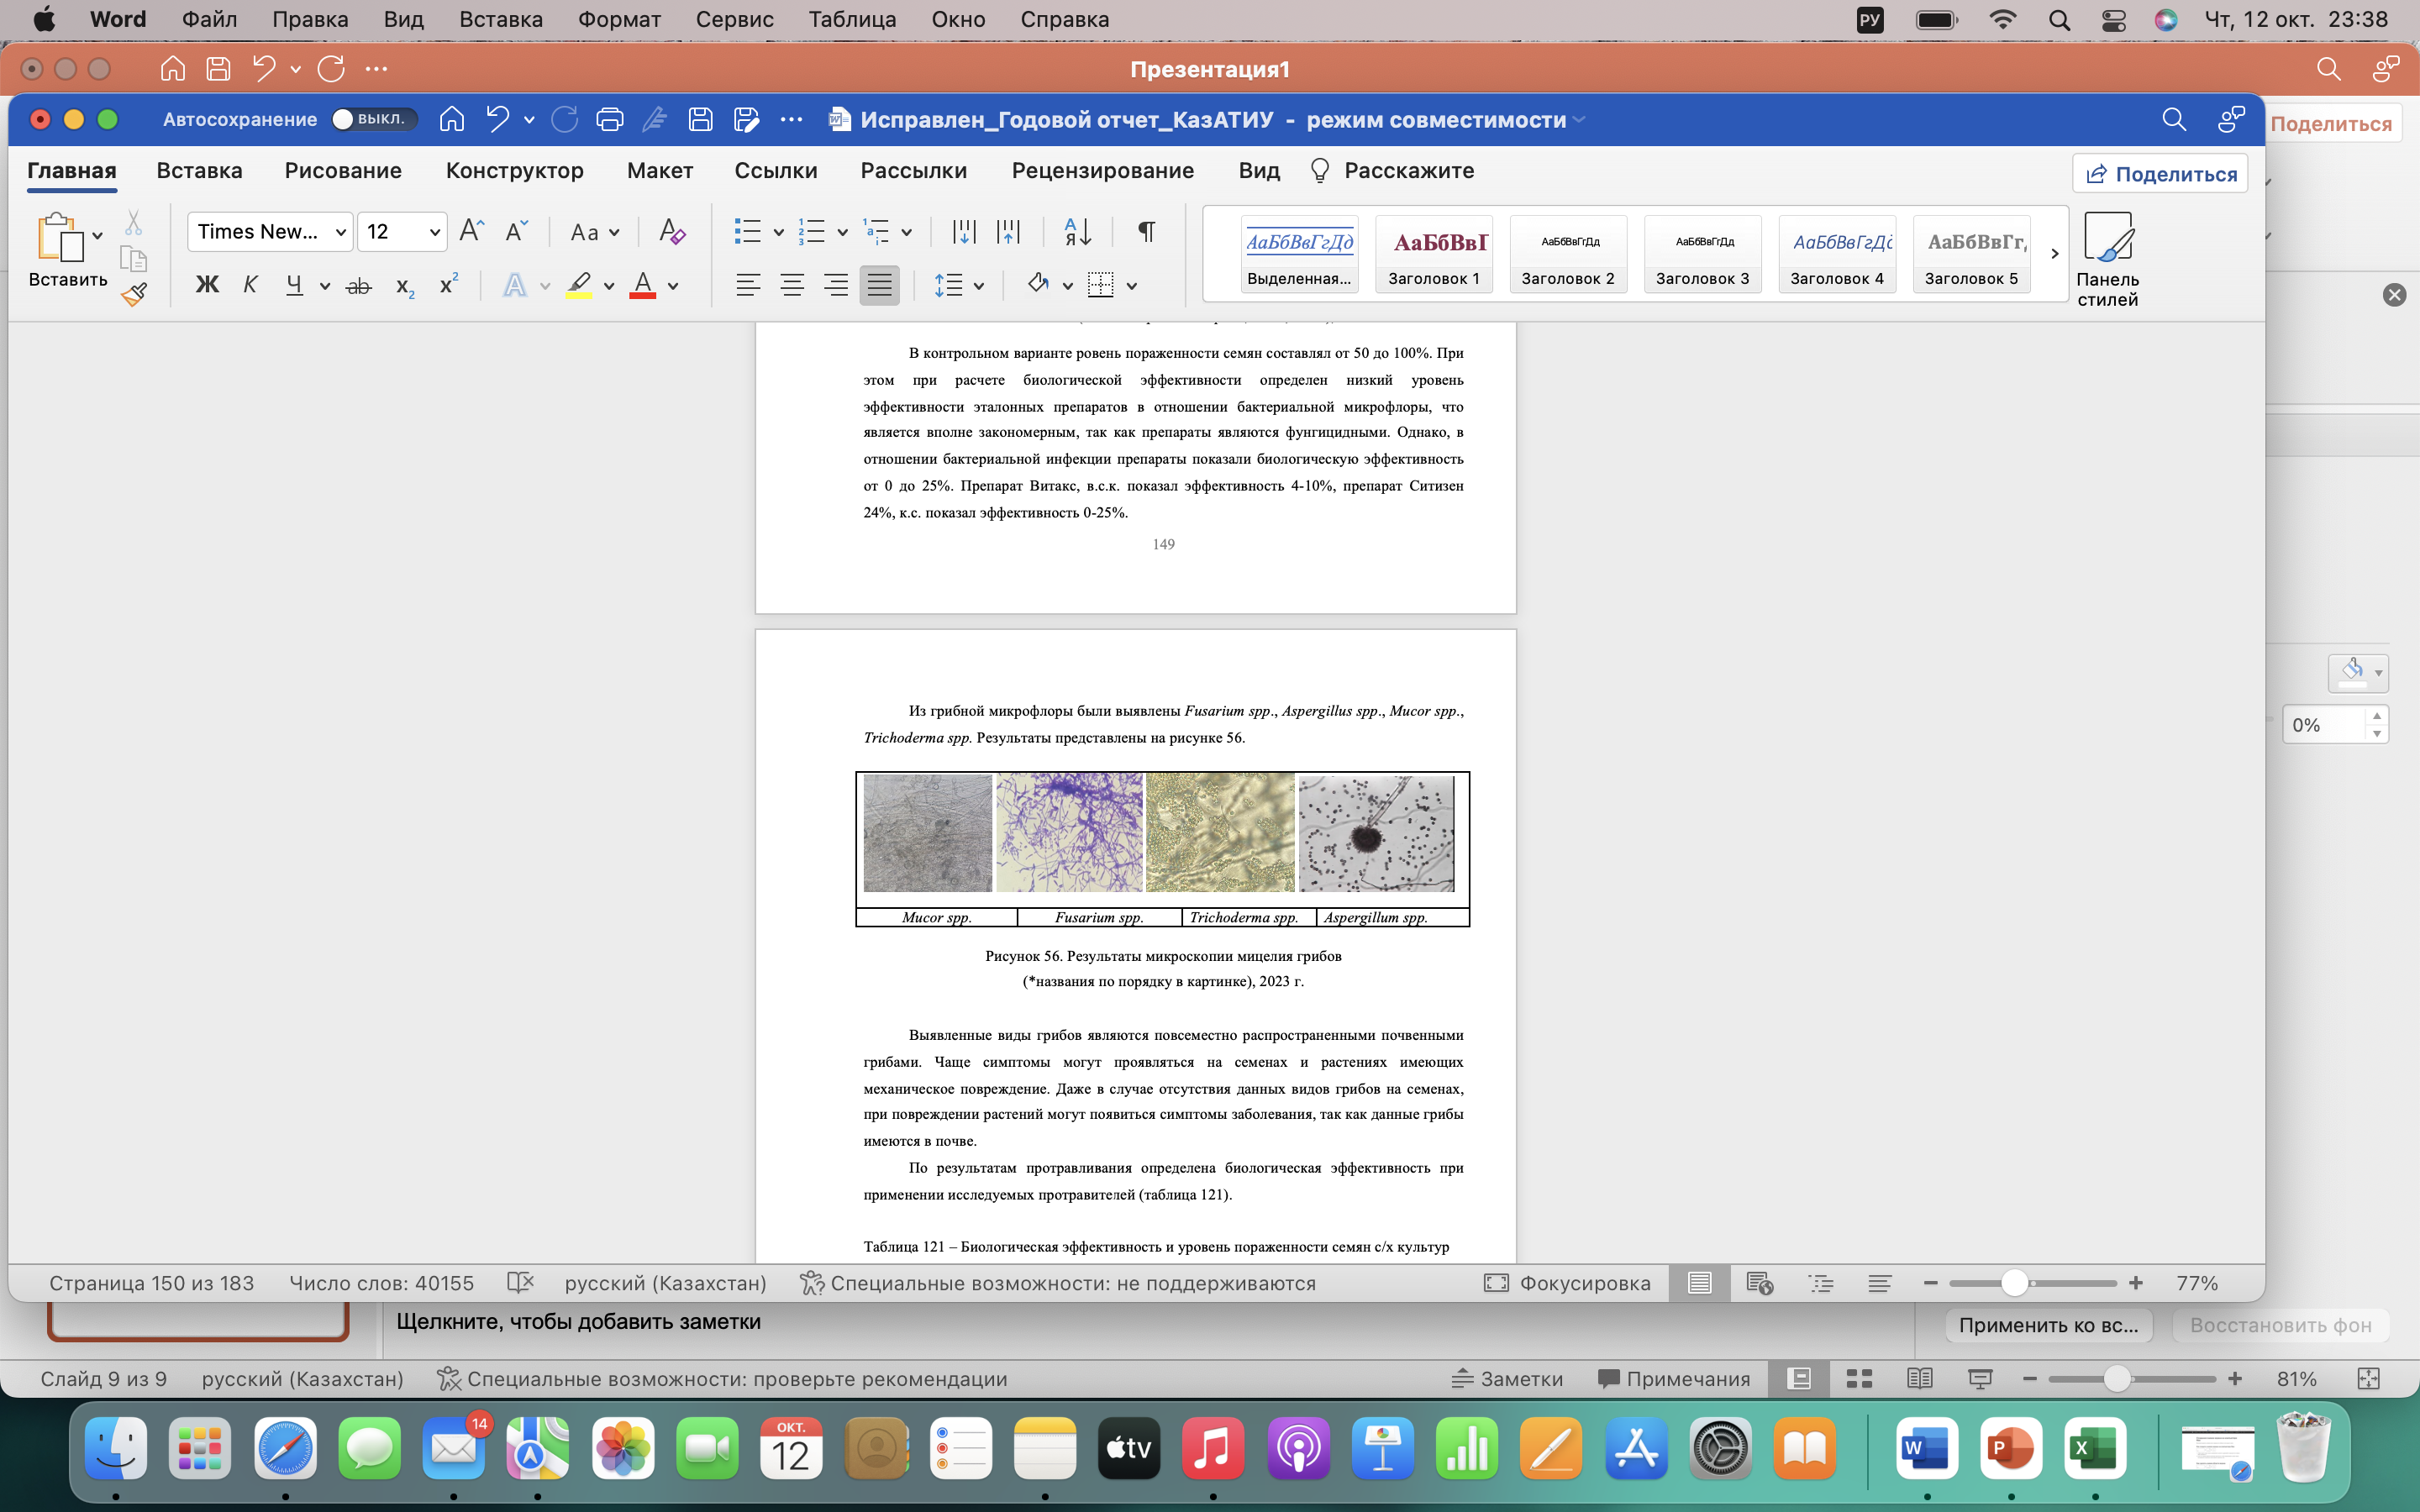 Word Файл Правка Вид Вставка Формат Сервис Таблица Окно Справка РУ Чт, 12 окт. 23:38
Презентация1
Автосохранение ВЫКЛ. Исправлен_Годовой отчет_КазАТИУ - режим совместимости
Поделиться
Главная Вставка Рисование Конструктор Макет Ссылки Рассылки Рецензирование Вид Расскажите Поделиться
Вставить Times New... 12
Ж К Ч
АаБбВвГгДд АаБбВвГ АаБбВвГгДд АаБбВвГгДд АаБбВвГгДд АаБбВвГг,
Выделенная... Заголовок 1 Заголовок 2 Заголовок 3 Заголовок 4 Заголовок 5
Панель
стилей
В контрольном варианте ровень пораженности семян составлял от 50 до 100%. При
этом при расчете биологической эффективности определен низкий уровень
эффективности эталонных препаратов в отношении бактериальной микрофлоры, что
является вполне закономерным, так как препараты являются фунгицидными. Однако, в
отношении бактериальной инфекции препараты показали биологическую эффективность
от 0 до 25%. Препарат Витакс, в.с.к. показал эффективность 4-10%, препарат Ситизен
24%, к.с. показал эффективность 0-25%.
149
Из грибной микрофлоры были выявлены Fusarium spp., Aspergillus spp., Mucor spp.,
Trichoderma spp. Результаты представлены на рисунке 56.
Mucor spp. Fusarium spp. Trichoderma spp. Aspergillum spp.
Рисунок 56. Результаты микроскопии мицелия грибов
(*названия по порядку в картинке), 2023 г.
Выявленные виды грибов являются повсеместно распространенными почвенными
грибами. Чаще симптомы могут проявляться на семенах и растениях имеющих
механическое повреждение. Даже в случае отсутствия данных видов грибов на семенах,
при повреждении растений могут появиться симптомы заболевания, так как данные грибы
имеются в почве.
По результатам протравливания определена биологическая эффективность при
применении исследуемых протравителей (таблица 121).
Таблица 121 – Биологическая эффективность и уровень пораженности семян с/х культур
0%
Страница 150 из 183 Число слов: 40155 русский (Казахстан) Специальные возможности: не поддерживаются Фокусировка 77%
Щелкните, чтобы добавить заметки
Применить ко вс... Восстановить фон
Слайд 9 из 9 русский (Казахстан) Специальные возможности: проверьте рекомендации Заметки Примечания 81%
14
ОКТ.
12
tv
W P X